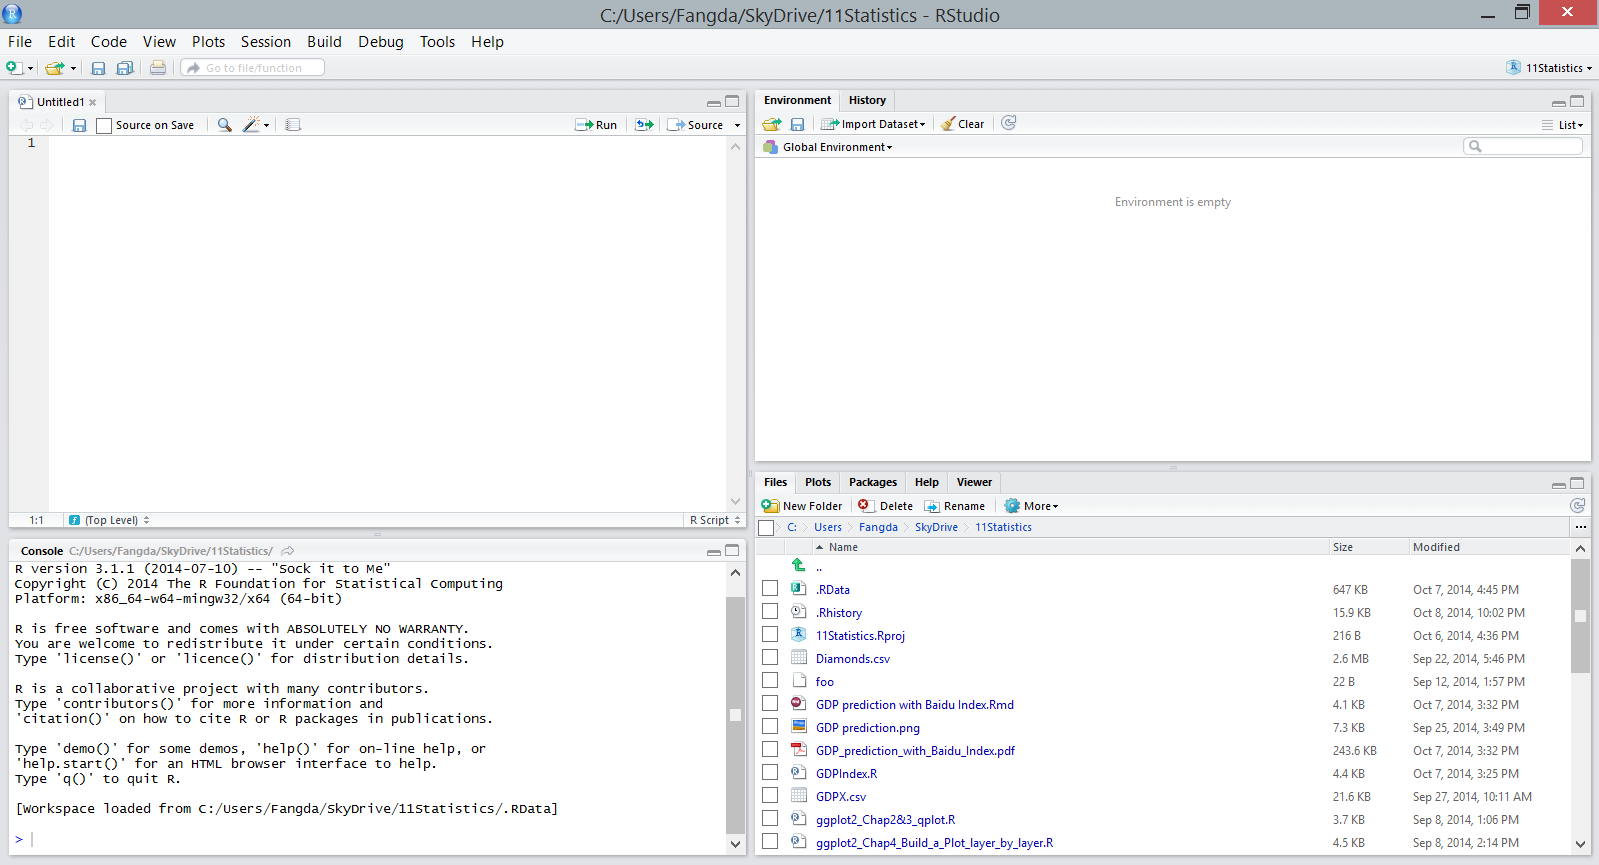 C:/Users/Fangda/SkyDrive/11Statistics - RStudio
File Edit Code View Plots Session Build Debug Tools Help
Go to file/function
11Statistics
Untitled1
Source on Save
Run
Source
1
1:1
(Top Level)
R Script
Console C:/Users/Fangda/SkyDrive/11Statistics/
R version 3.1.1 (2014-07-10) -- "Sock it to Me"
Copyright (C) 2014 The R Foundation for Statistical Computing
Platform: x86_64-w64-mingw32/x64 (64-bit)
R is free software and comes with ABSOLUTELY NO WARRANTY.
You are welcome to redistribute it under certain conditions.
Type 'license()' or 'licence()' for distribution details.
R is a collaborative project with many contributors.
Type 'contributors()' for more information and
'citation()' on how to cite R or R packages in publications.
Type 'demo()' for some demos, 'help()' for on-line help, or
'help.start()' for an HTML browser interface to help.
Type 'q()' to quit R.
[Workspace loaded from C:/Users/Fangda/SkyDrive/11Statistics/.RData]
>
Environment History
Import Dataset Clear List
Global Environment
Environment is empty
Files Plots Packages Help Viewer
New Folder Delete Rename More
C: Users Fangda SkyDrive 11Statistics ...
Name Size Modified
..
.RData 647 KB Oct 7, 2014, 4:45 PM
.Rhistory 15.9 KB Oct 8, 2014, 10:02 PM
11Statistics.Rproj 216 B Oct 6, 2014, 4:36 PM
Diamonds.csv 2.6 MB Sep 22, 2014, 5:46 PM
foo 22 B Sep 12, 2014, 1:57 PM
GDP prediction with Baidu Index.Rmd 4.1 KB Oct 7, 2014, 3:32 PM
GDP prediction.png 7.3 KB Sep 25, 2014, 3:49 PM
GDP_prediction_with_Baidu_Index.pdf 243.6 KB Oct 7, 2014, 3:32 PM
GDPIndex.R 4.4 KB Oct 7, 2014, 3:25 PM
GDPX.csv 21.6 KB Sep 27, 2014, 10:11 AM
ggplot2_Chap2&3_qplot.R 3.7 KB Sep 8, 2014, 1:06 PM
ggplot2_Chap4_Build_a_Plot_layer_by_layer.R 4.5 KB Sep 8, 2014, 2:14 PM